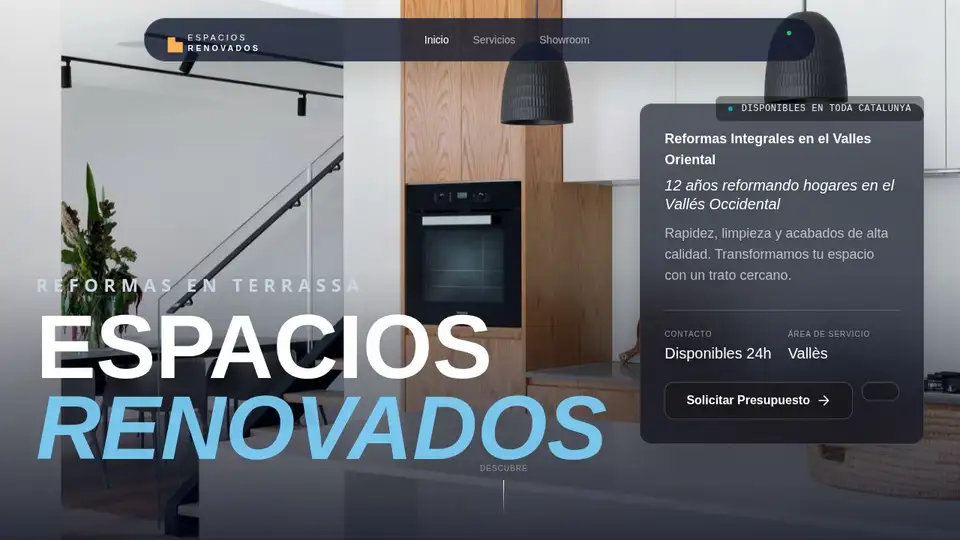 ESPACIOS
RENOVADOS
Inicio
Servicios
Showroom
DISPONIBLES EN TODA CATALUNYA
Reformas Integrales en el Valles
Oriental
12 años reformando hogares en el
Vallés Occidental
Rapidez, limpieza y acabados de alta
calidad. Transformamos tu espacio
con un trato cercano.
CONTACTO
Disponibles 24h
ÁREA DE SERVICIO
Vallès
Solicitar Presupuesto
REFORMAS EN TERRASSA
ESPACIOS
RENOVADOS
DESCUBRE